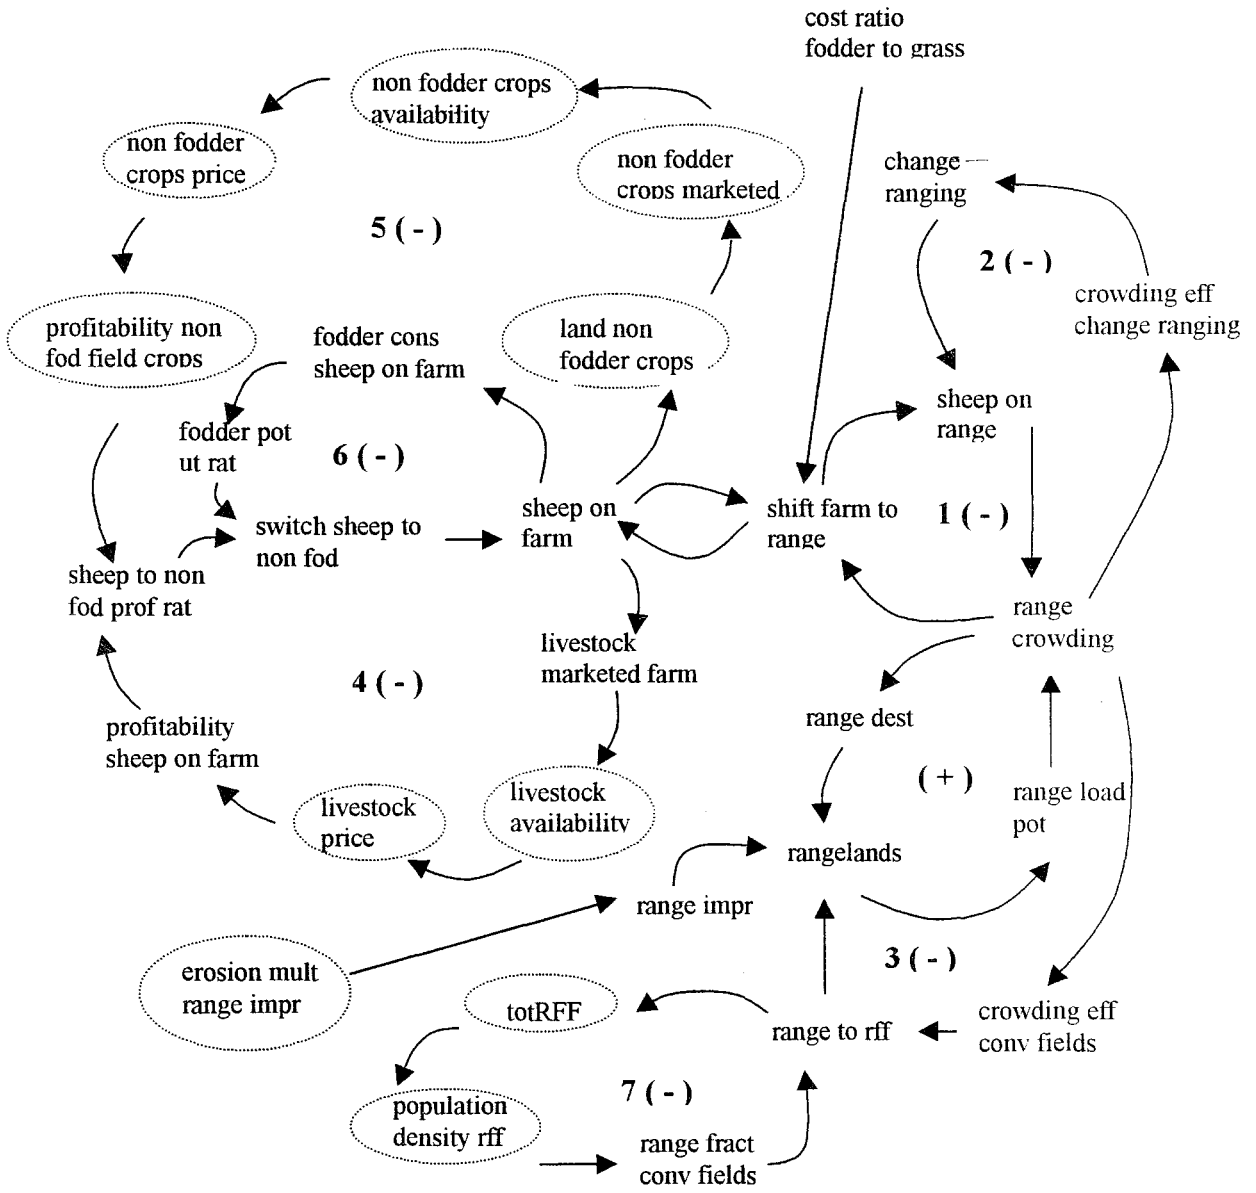 cost ratio
fodder to grass
non fodder crops
availability
non fodder
crops price
non fodder
crops marketed
change
ranging
5 ( - )
2 ( - )
crowding eff
change ranging
profitability non
fod field crops
fodder cons
sheep on farm
land non
fodder crops
sheep on
range
fodder pot
ut rat
6 ( - )
switch sheep to
non fod
sheep on
farm
shift farm to
range
1 ( - )
sheep to non
fod prof rat
range
crowding
livestock
marketed farm
4 ( - )
profitability
sheep on farm
range dest
( + )
range load
pot
livestock
price
livestock
availability
rangelands
range impr
erosion mult
range impr
3 ( - )
totRFF
range to rff
crowding eff
conv fields
7 ( - )
population
density rff
range fract
conv fields